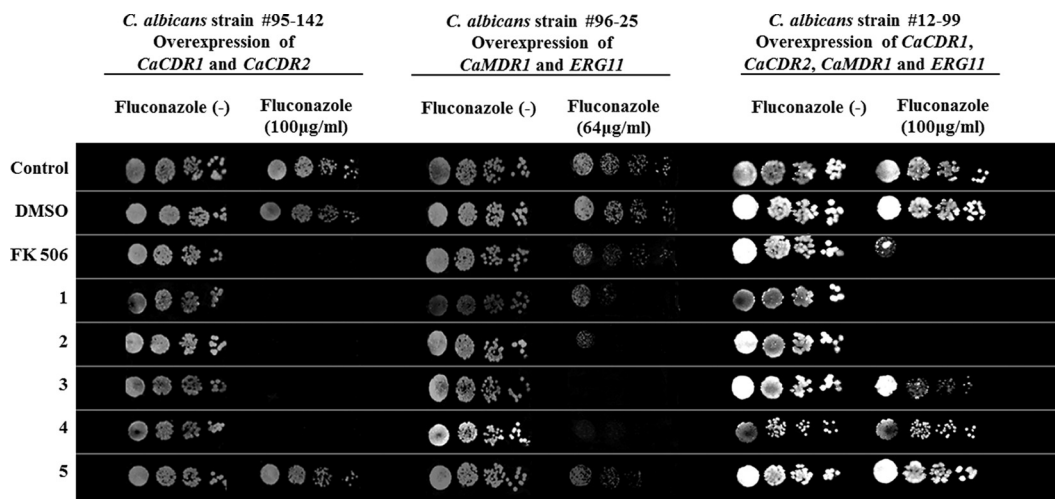 C. albicans strain #95-142
Overexpression of
CaCDR1 and CaCDR2
C. albicans strain #96-25
Overexpression of
CaMDR1 and ERG11
C. albicans strain #12-99
Overexpression of CaCDR1,
CaCDR2, CaMDR1 and ERG11
Fluconazole (-)
Fluconazole
(100µg/ml)
Fluconazole (-)
Fluconazole
(64µg/ml)
Fluconazole (-)
Fluconazole
(100µg/ml)
Control
DMSO
FK 506
1
2
3
4
5